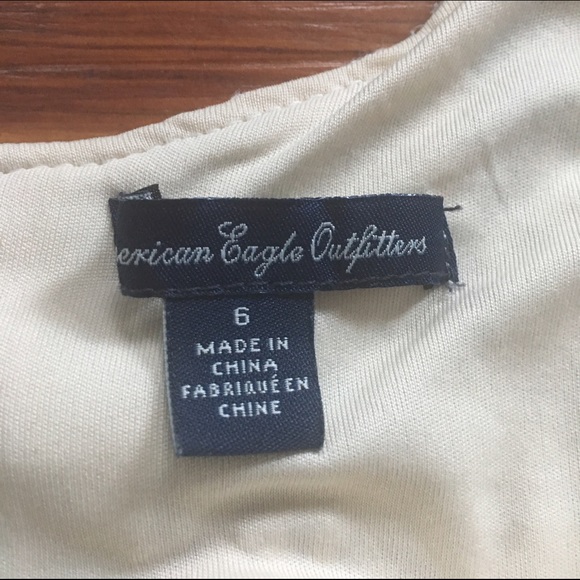 erican Eagle Outfitters
6
MADE IN
CHINA
FABRIQUÉ EN
CHINE